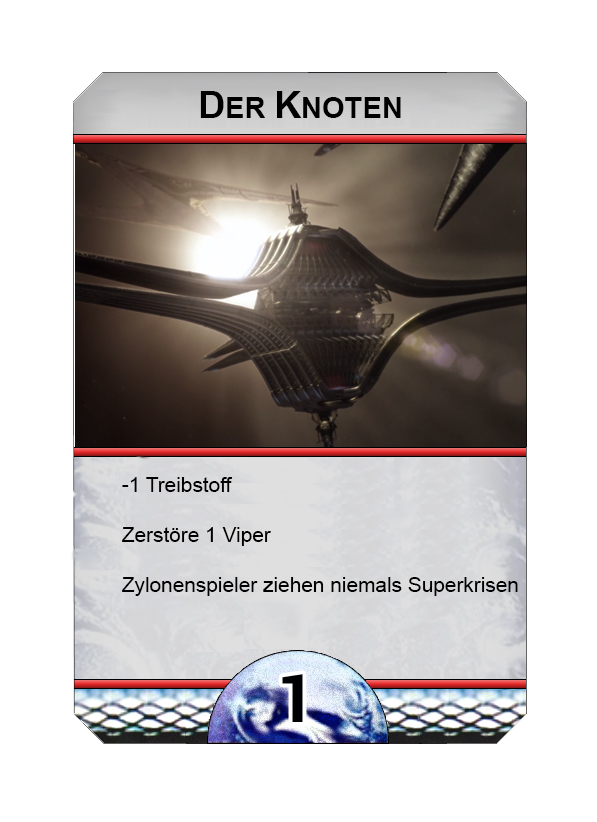 Der Knoten
-1 Treibstoff
Zerstöre 1 Viper
Zylonenspieler ziehen niemals Superkrisen
1